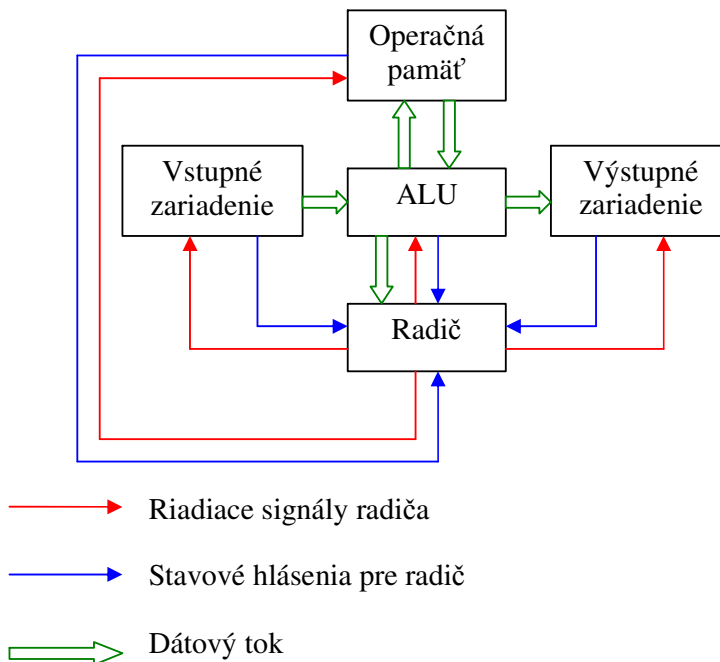 Operačná
pamäť
Vstupné
zariadenie
ALU
Výstupné
zariadenie
Radič
Riadiace signály radiča
Stavové hlásenia pre radič
Dátový tok